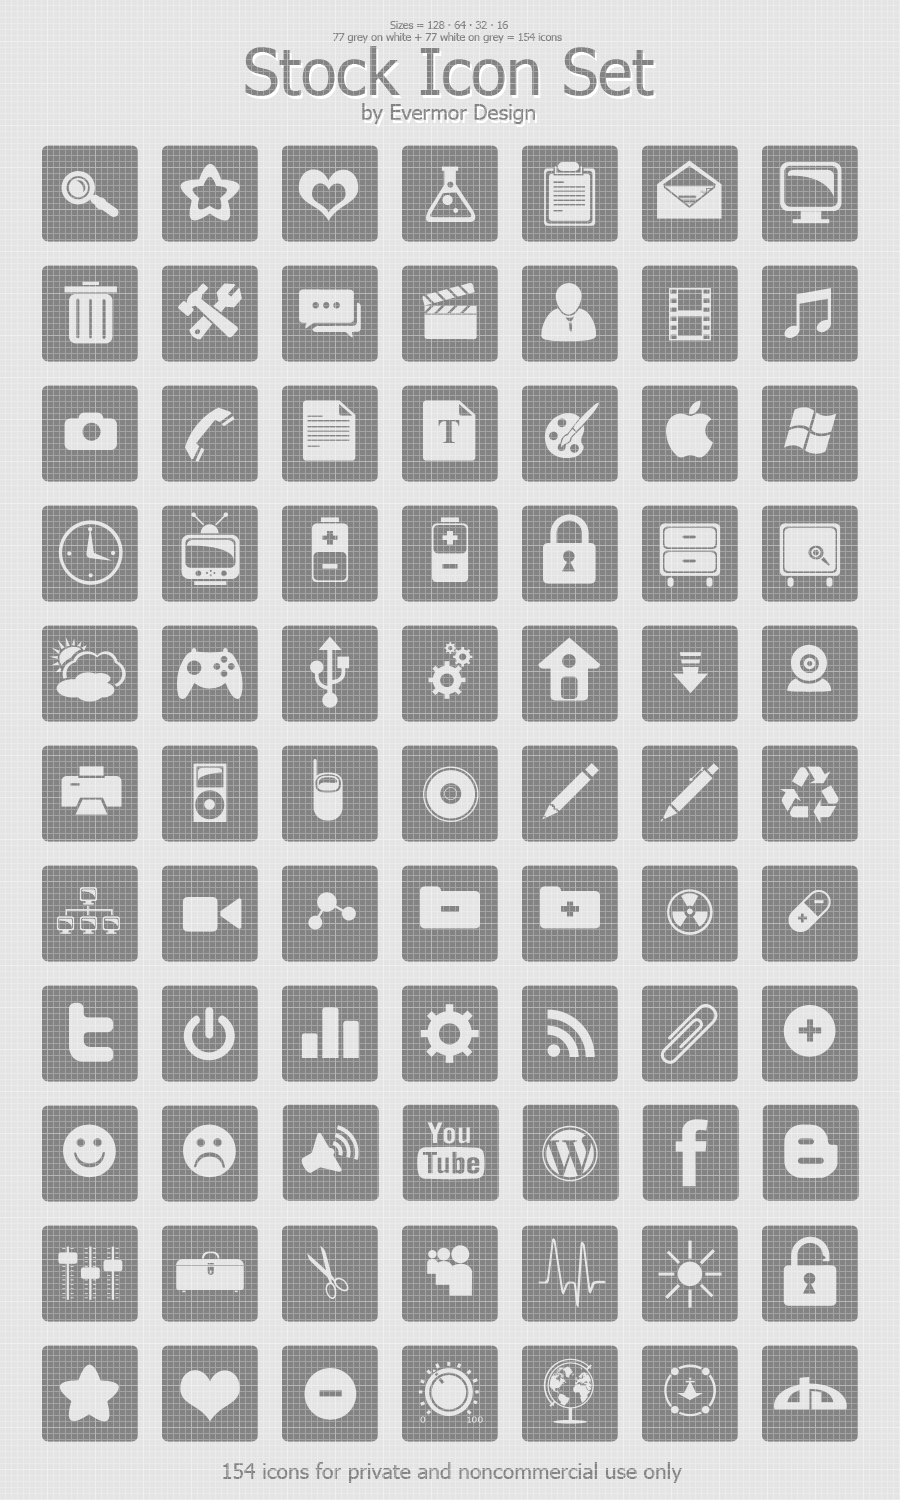 Sizes = 128 · 64 · 32 · 16
77 grey on white + 77 white on grey = 154 icons
Stock Icon Set
by Evermor Design
T
You
Tube
W
f
0 100
154 icons for private and noncommercial use only